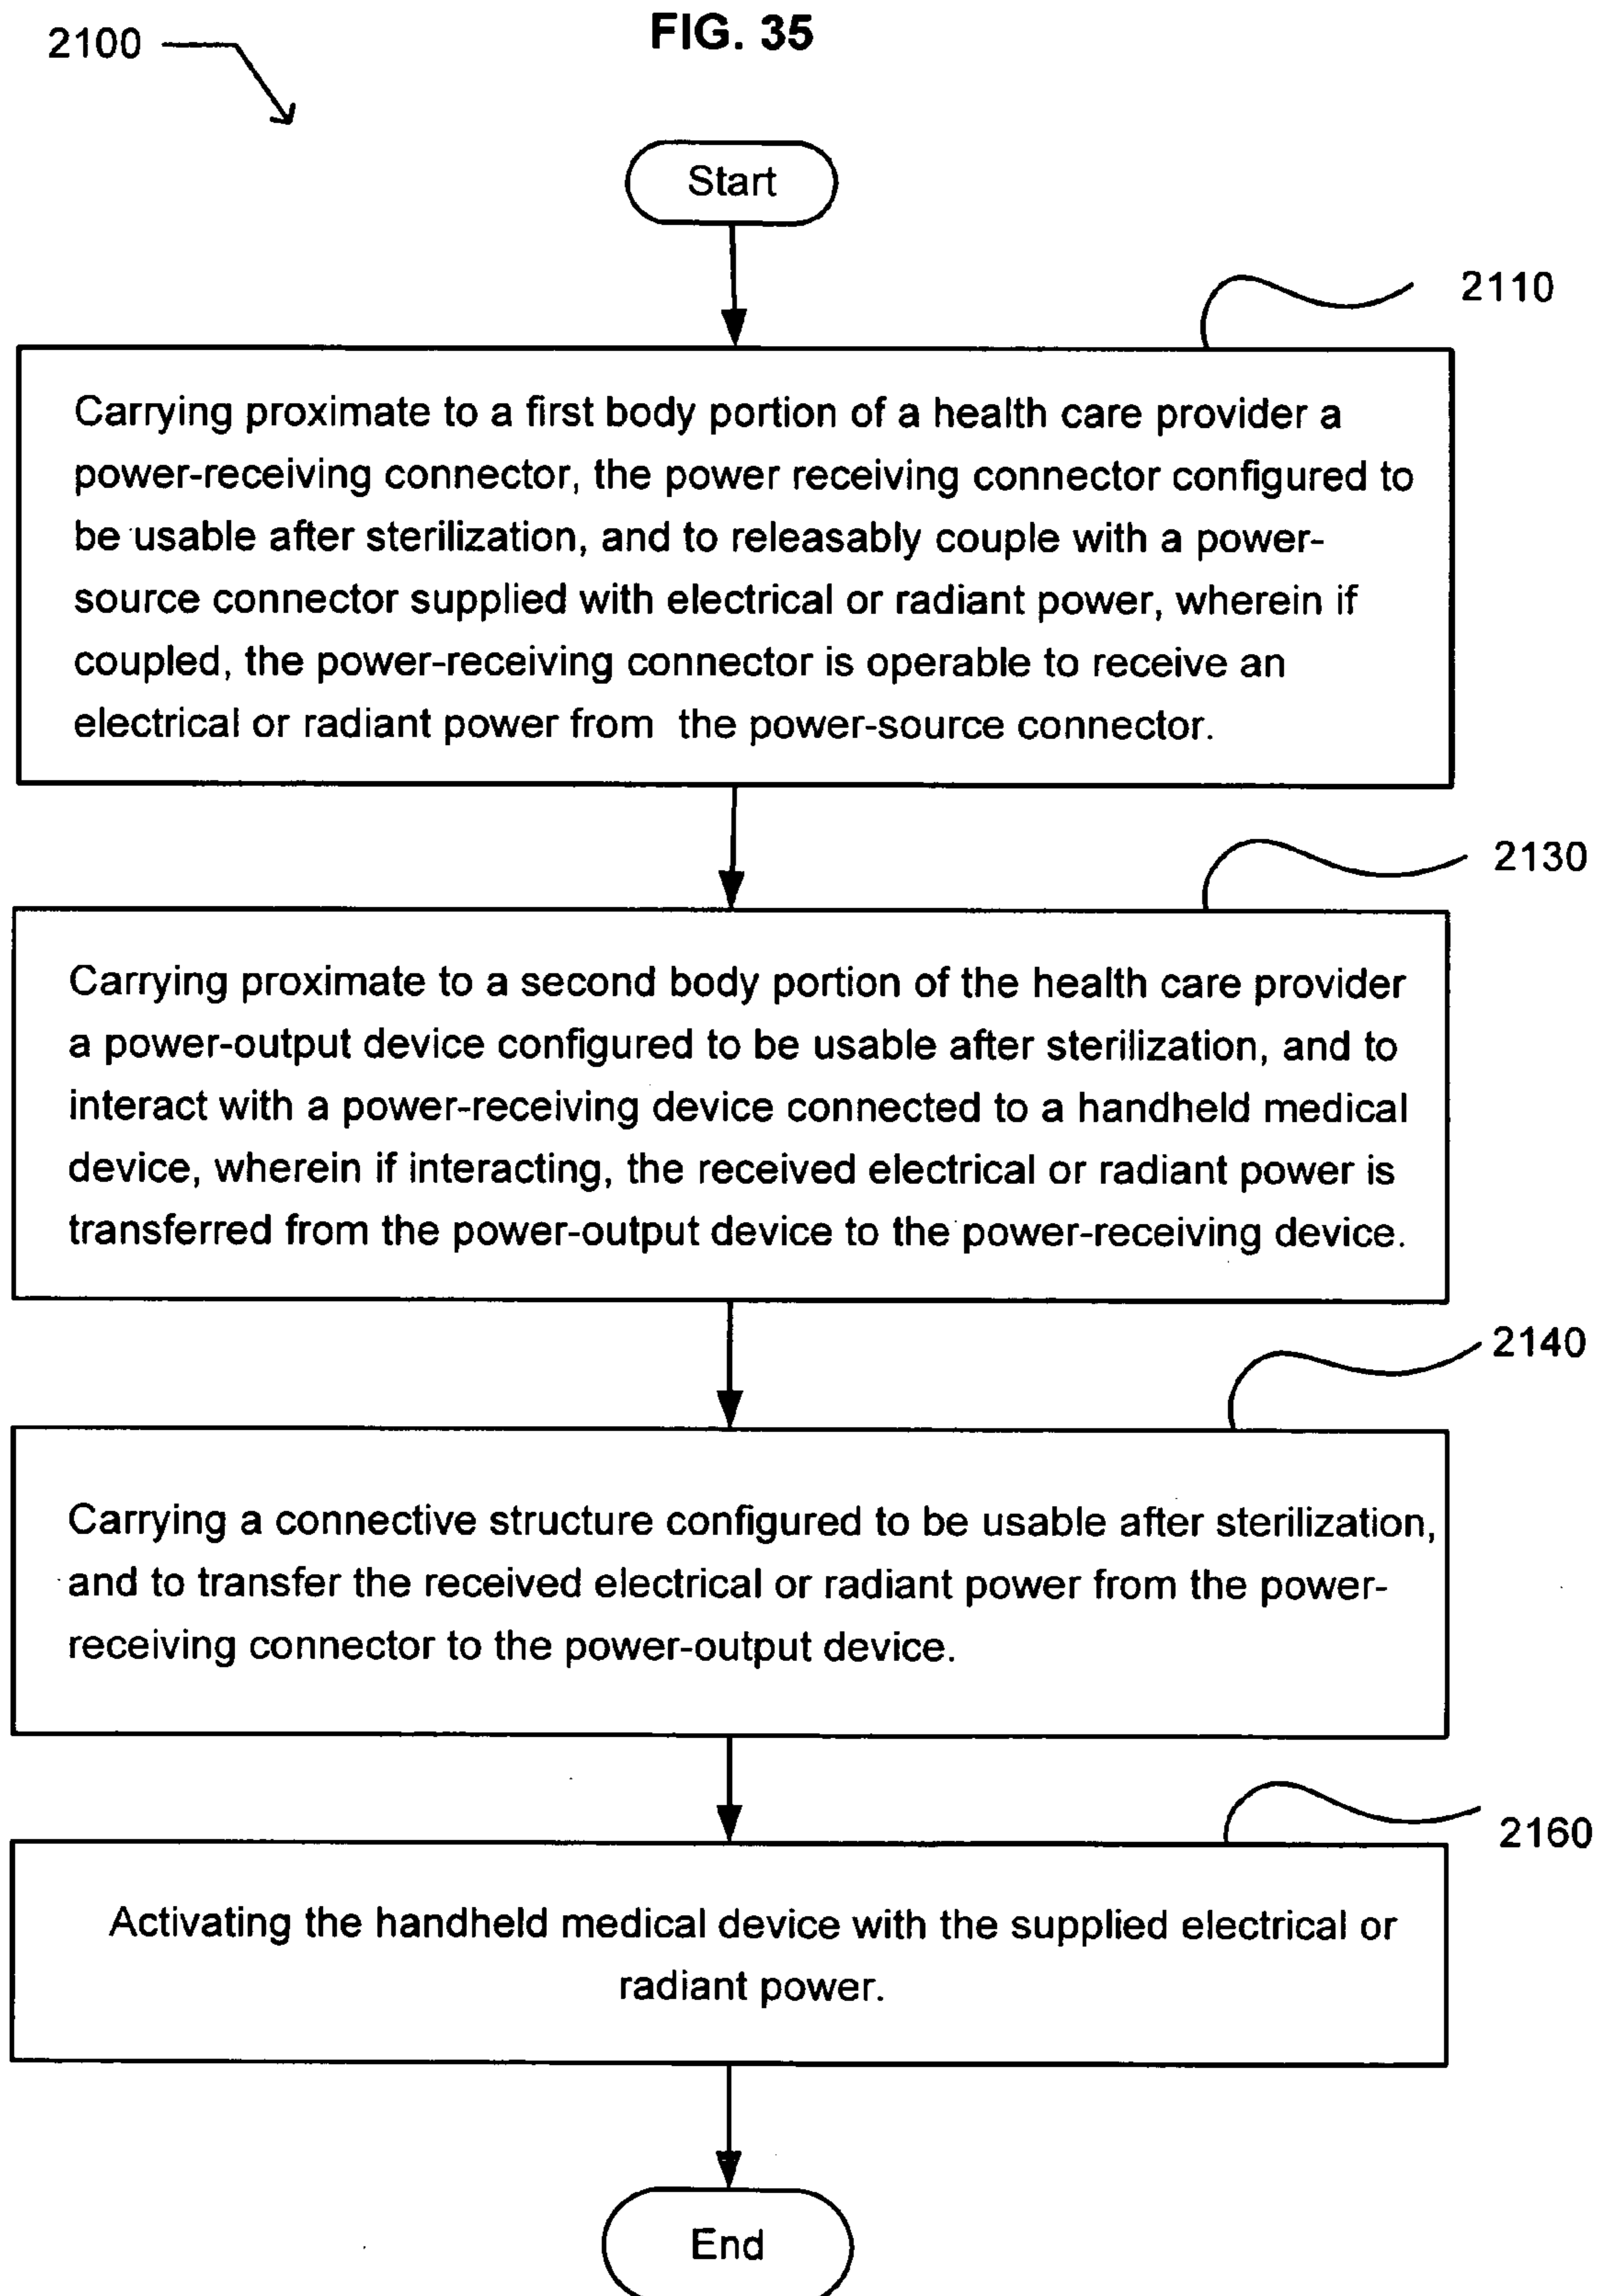 FIG. 35
2100
Start
2110
Carrying proximate to a first body portion of a health care provider a
power-receiving connector, the power receiving connector configured to
be usable after sterilization, and to releasably couple with a power-
source connector supplied with electrical or radiant power, wherein if
coupled, the power-receiving connector is operable to receive an
electrical or radiant power from the power-source connector.
2130
Carrying proximate to a second body portion of the health care provider
a power-output device configured to be usable after sterilization, and to
interact with a power-receiving device connected to a handheld medical
device, wherein if interacting, the received electrical or radiant power is
transferred from the power-output device to the power-receiving device.
2140
Carrying a connective structure configured to be usable after sterilization,
and to transfer the received electrical or radiant power from the power-
receiving connector to the power-output device.
2160
Activating the handheld medical device with the supplied electrical or
radiant power.
End